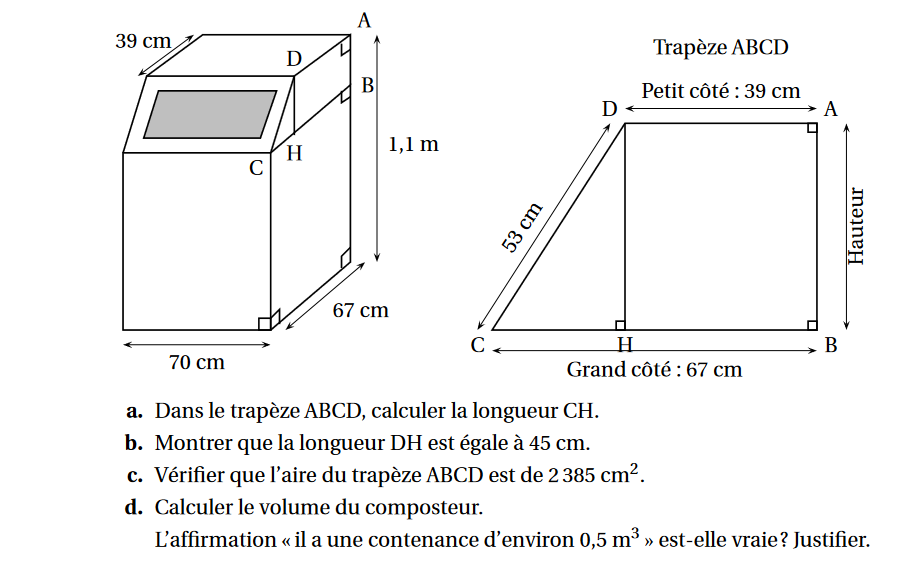 39 cm
A
D
B
1,1 m
H
C
67 cm
70 cm
Trapèze ABCD
Petit côté : 39 cm
D
A
53 cm
Hauteur
C
H
B
Grand côté : 67 cm
a. Dans le trapèze ABCD, calculer la longueur CH.
b. Montrer que la longueur DH est égale à 45 cm.
c. Vérifier que l'aire du trapèze ABCD est de 2 385 cm².
d. Calculer le volume du composteur.
L'affirmation « il a une contenance d'environ 0,5 m³ » est-elle vraie ? Justifier.